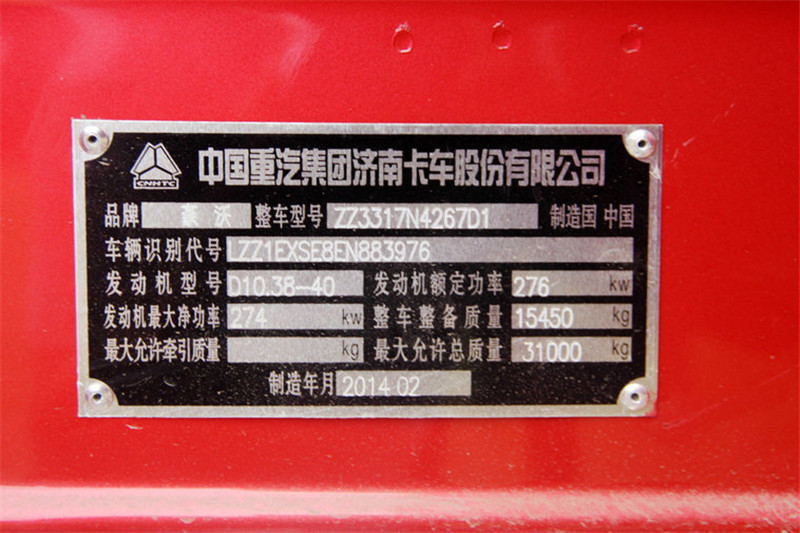 CNHTC 中国重汽集团济南卡车股份有限公司
品牌 豪沃 整车型号 ZZ3317N4267D1 制造国 中国
车辆识别代号 LZZ1EXSE8EN883976
发动机型号 D10.38-40 发动机额定功率 276 kw
发动机最大净功率 274 kw 整车整备质量 15450 kg
最大允许牵引质量 kg 最大允许总质量 31000 kg
制造年月 2014 02